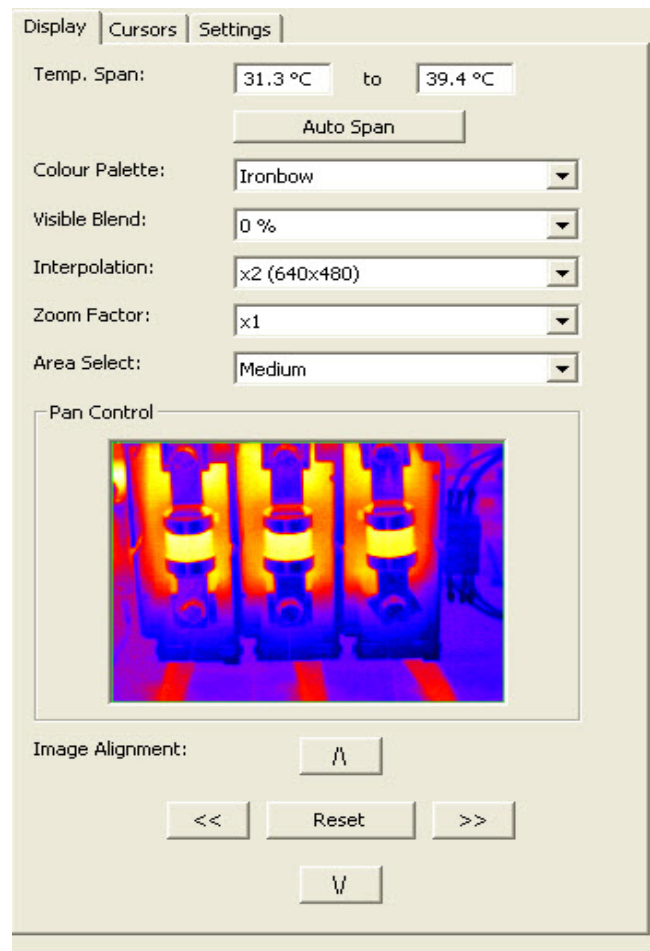 Display Cursors Settings
Temp. Span: 31.3 °C to 39.4 °C
Auto Span
Colour Palette: Ironbow
Visible Blend: 0 %
Interpolation: x2 (640x480)
Zoom Factor: x1
Area Select: Medium
Pan Control
Image Alignment: /\
<< Reset >>
\/